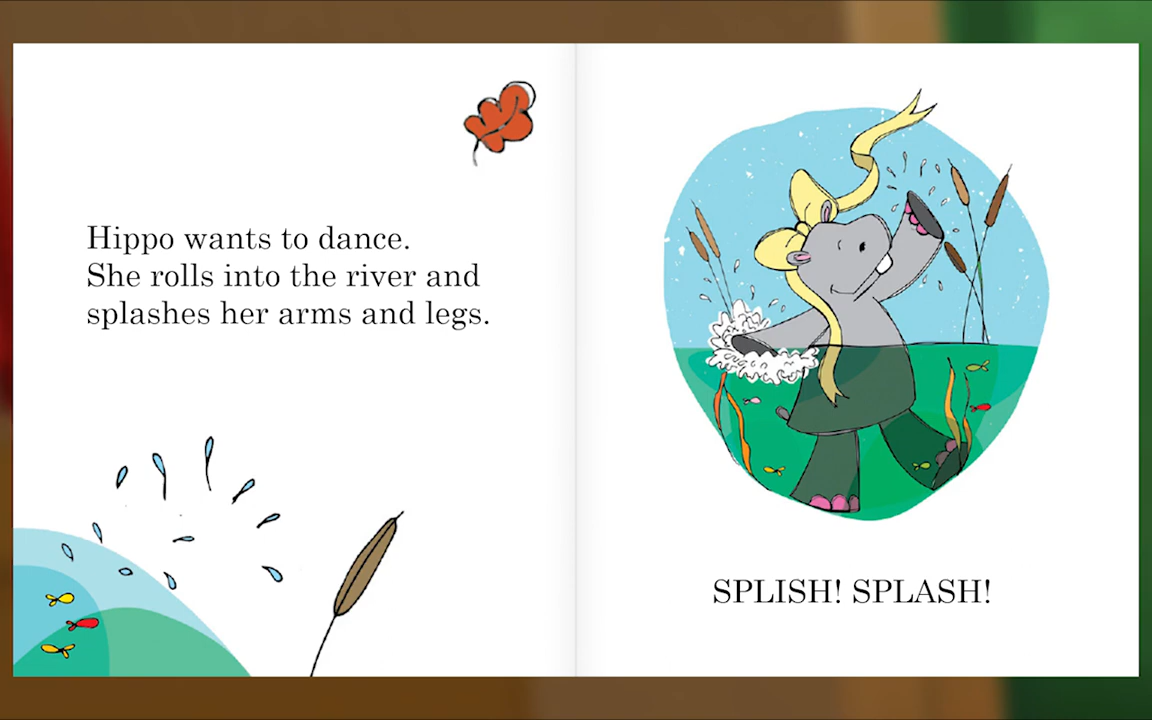 Hippo wants to dance.
She rolls into the river and
splashes her arms and legs.
SPLISH! SPLASH!